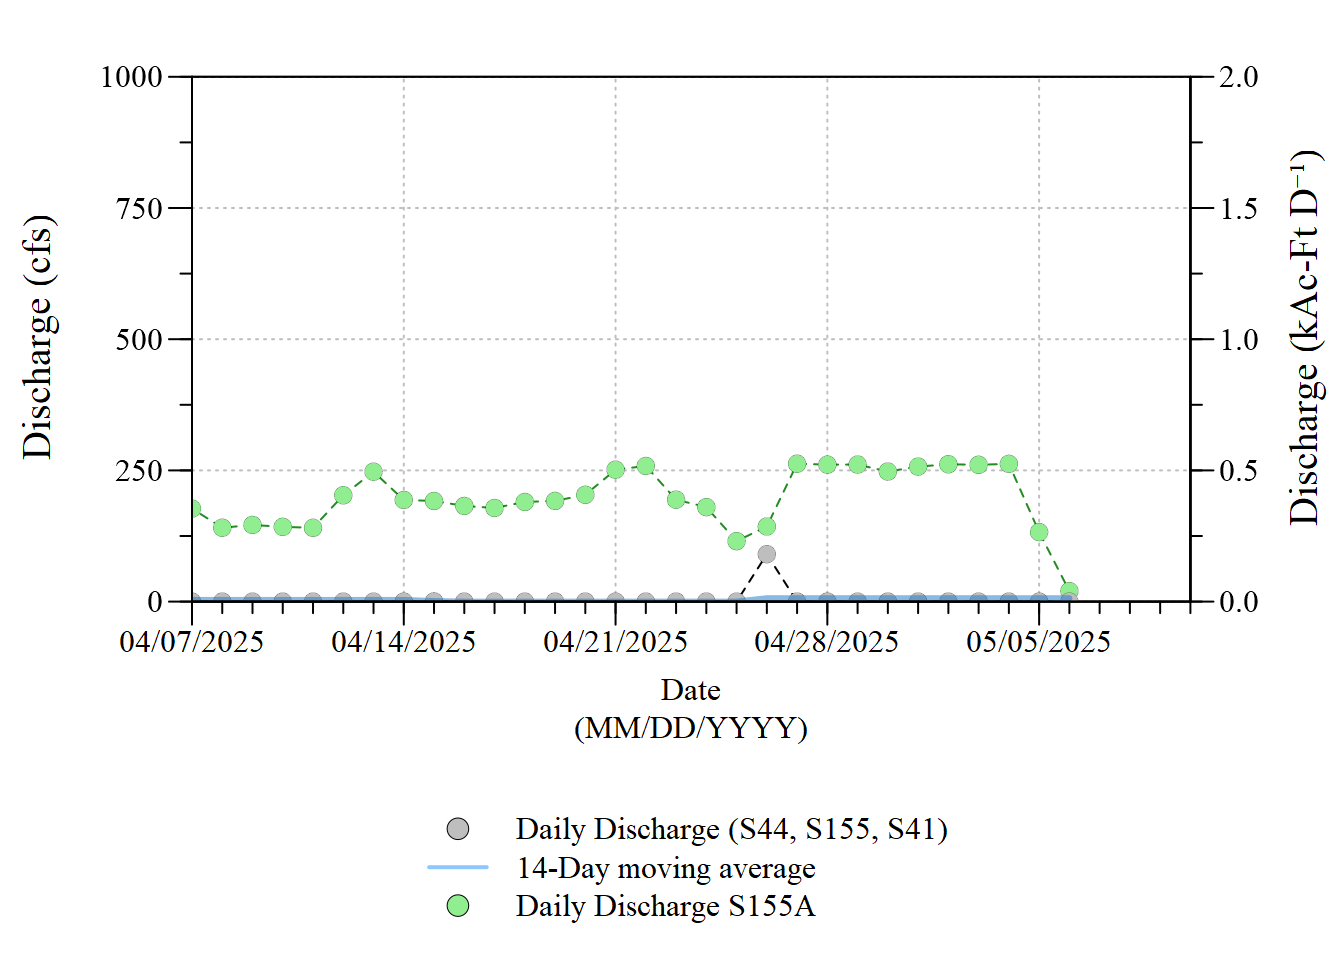 1000
750
500
250
0
Discharge (cfs)
2.0
1.5
1.0
0.5
0.0
Discharge (kAc-Ft D⁻¹)
04/07/2025 04/14/2025 04/21/2025 04/28/2025 05/05/2025
Date
(MM/DD/YYYY)
Daily Discharge (S44, S155, S41)
14-Day moving average
Daily Discharge S155A